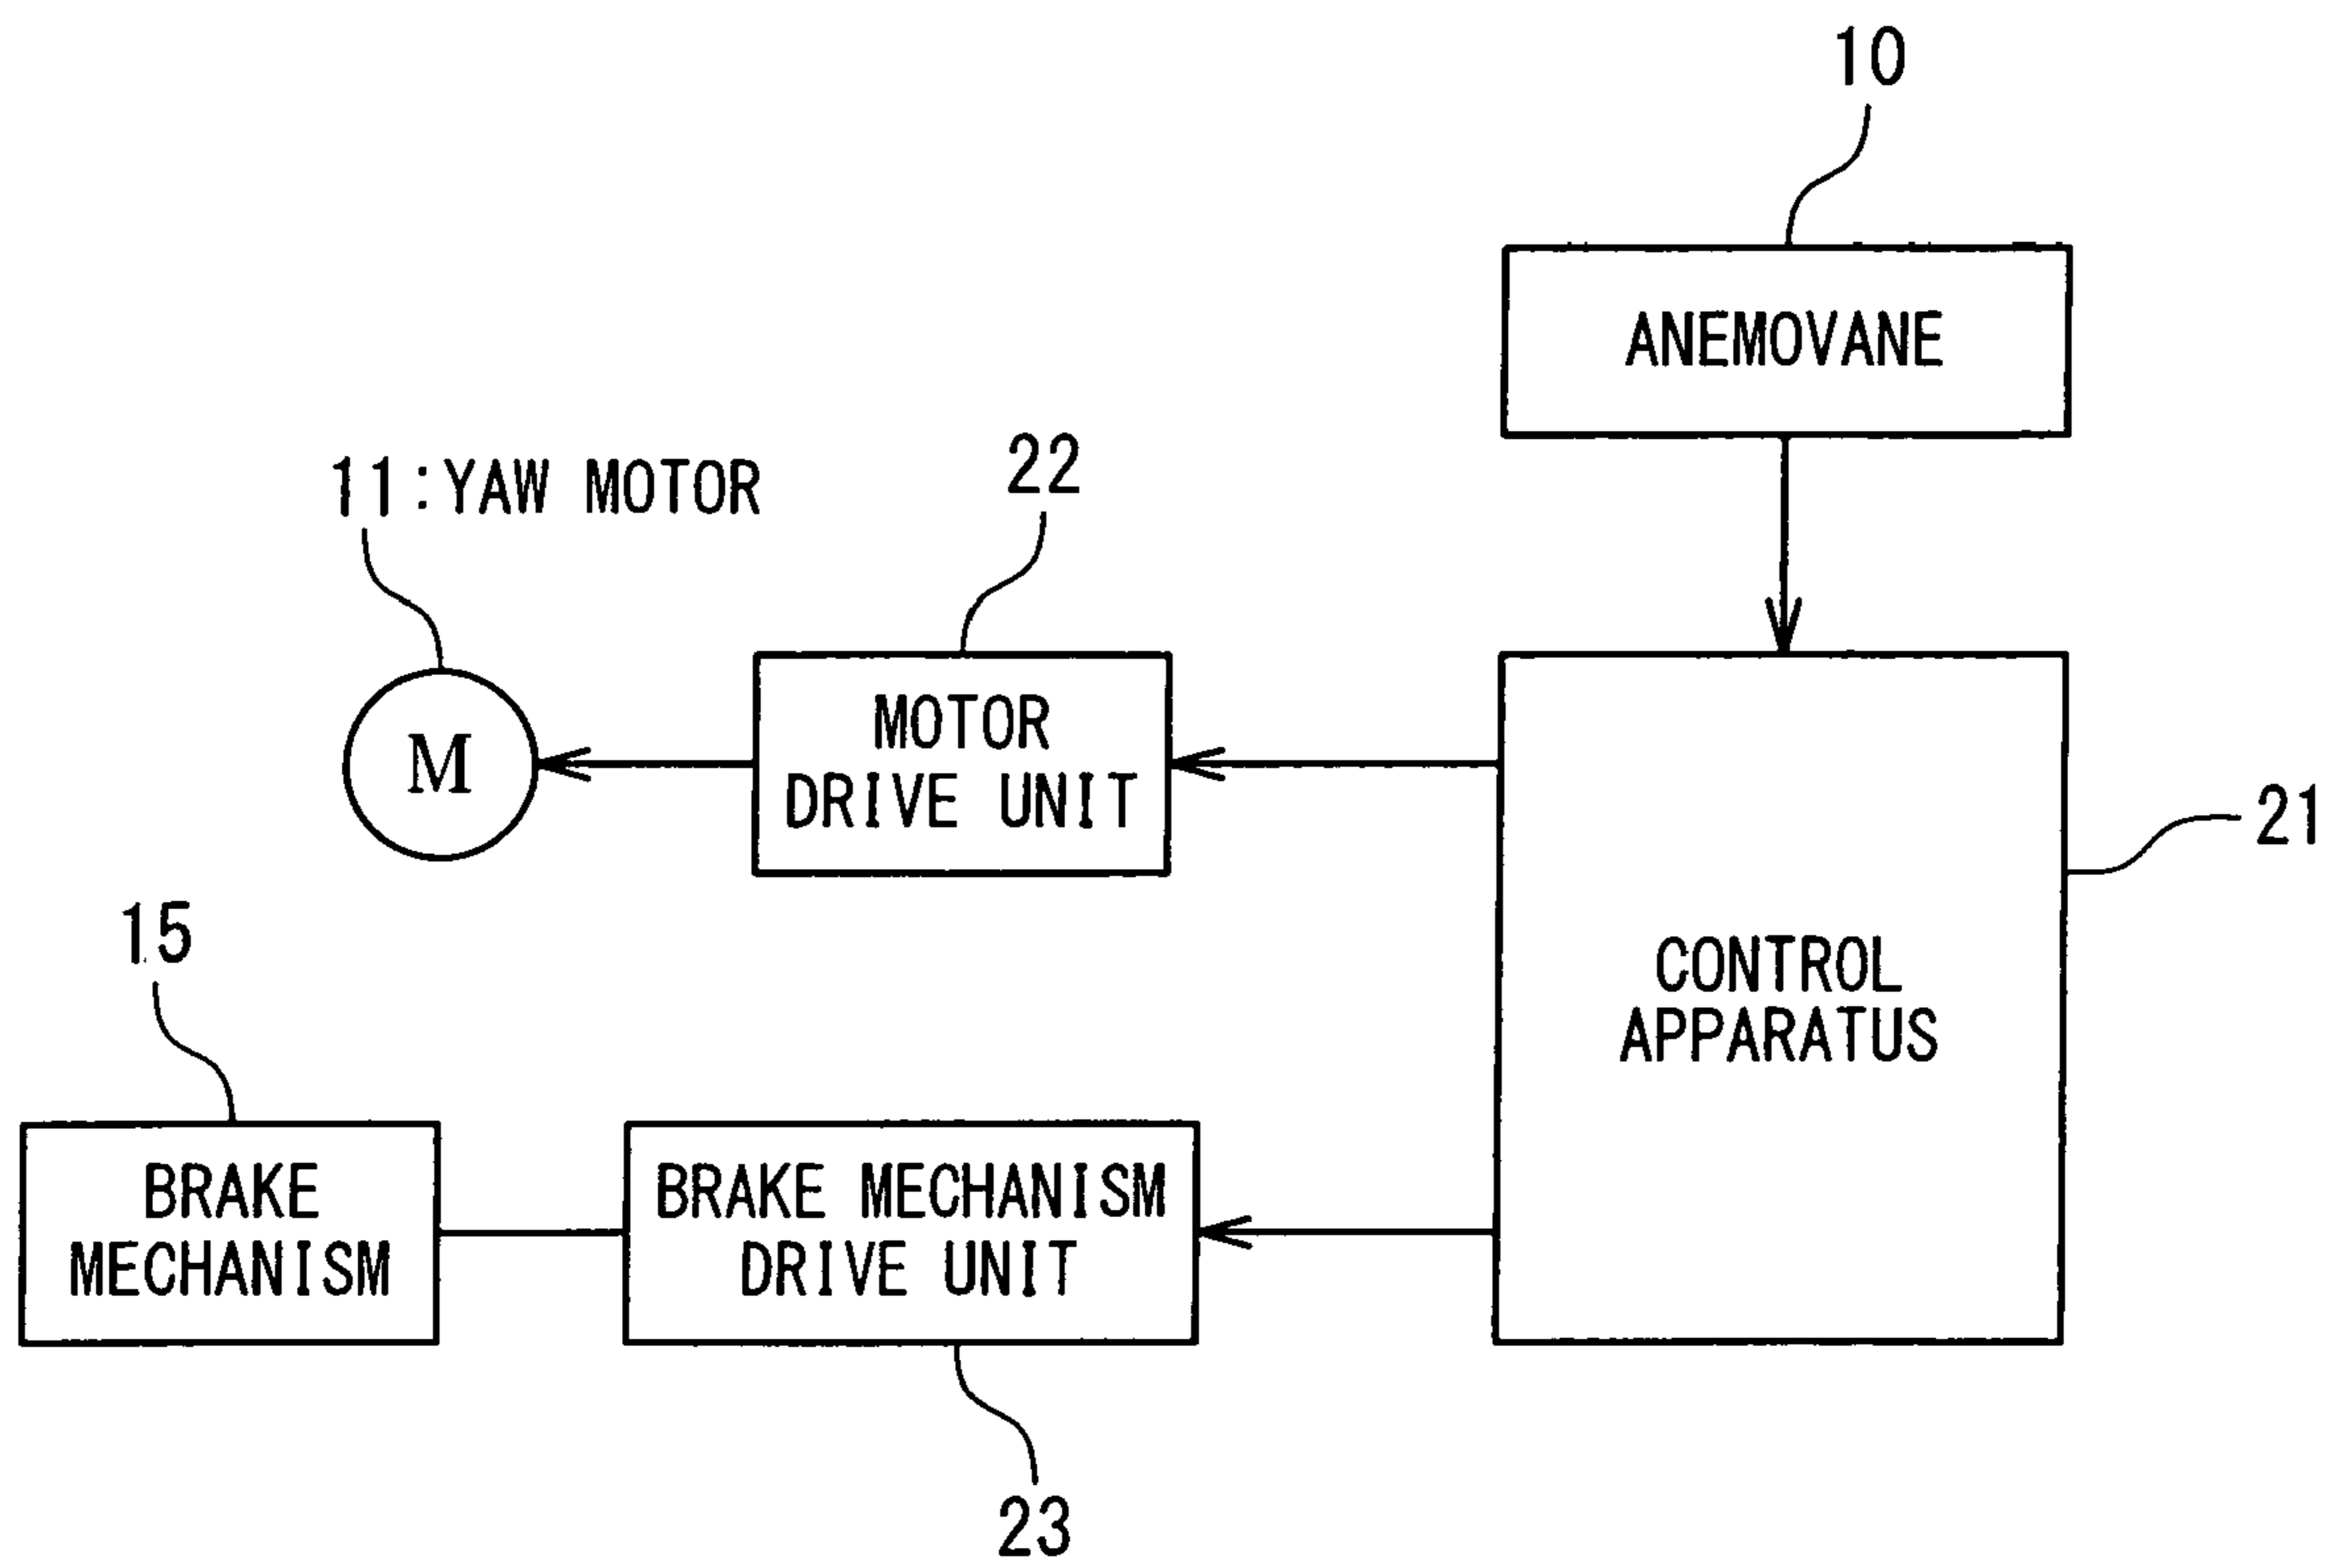 10
ANEMOVANE
11:YAW MOTOR
22
M
MOTOR
DRIVE UNIT
21
15
CONTROL
APPARATUS
BRAKE
MECHANISM
BRAKE MECHANISM
DRIVE UNIT
23